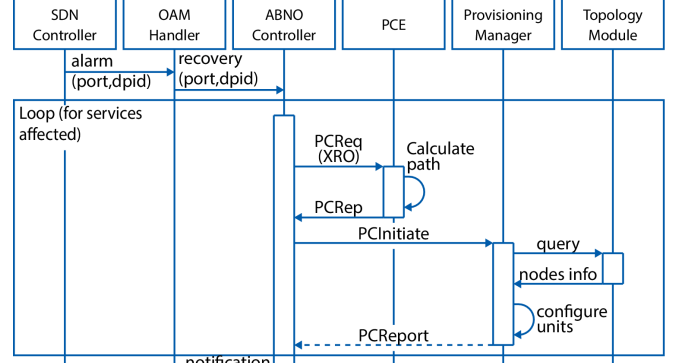 SDN
Controller
OAM
Handler
ABNO
Controller
PCE
Provisioning
Manager
Topology
Module
alarm
(port,dpid)
recovery
(port,dpid)
Loop (for services
affected)
PCReq
(XRO)
Calculate
path
PCRep
PCInitiate
query
nodes info
configure
units
PCReport
notification